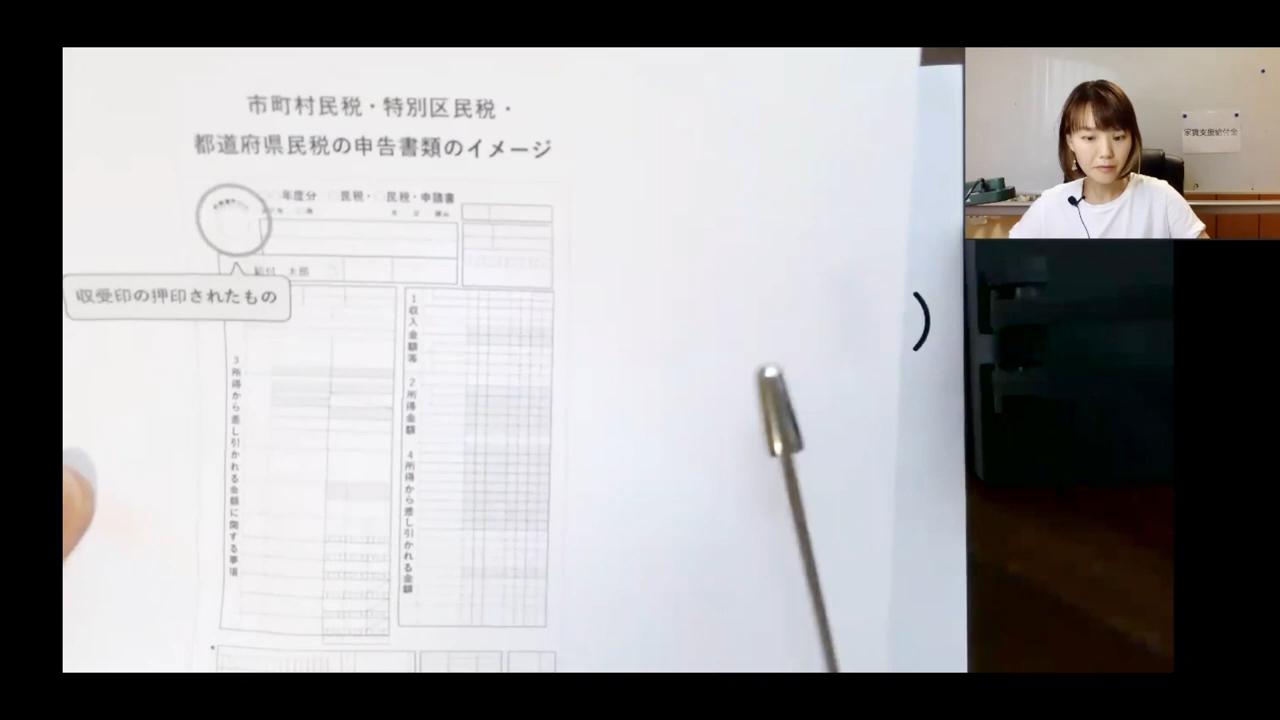 市町村民税・特別区民税・
都道府県民税の申告書類のイメージ
年度分 民税・ 民税・申請書
給付 太郎
収受印の押印されたもの
1 収入金額等
2 所得金額
3 所得から差し引かれる金額に関する事項
4 所得から差し引かれる金額
)
家賃支援給付金